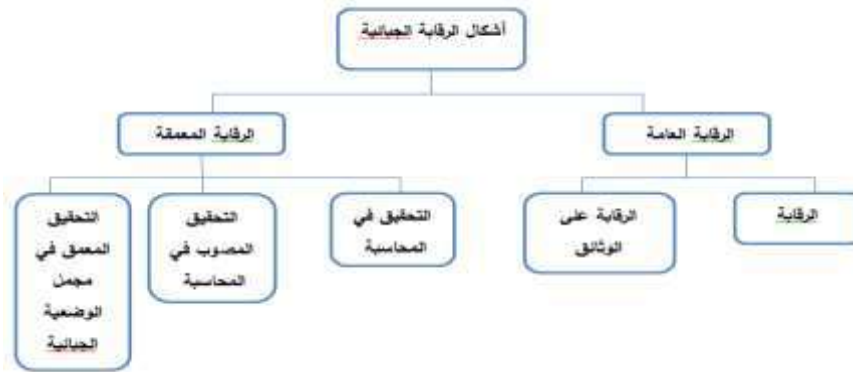 أشكال الرقابة الجبائية
الرقابة العامة
الرقابة المعمقة
الرقابة
الرقابة على
الوثائق
التحقيق في
المحاسبة
التحقيق
المصوب في
المحاسبة
التحقيق
المعمق في
مجمل
الوضعية
الجبائية